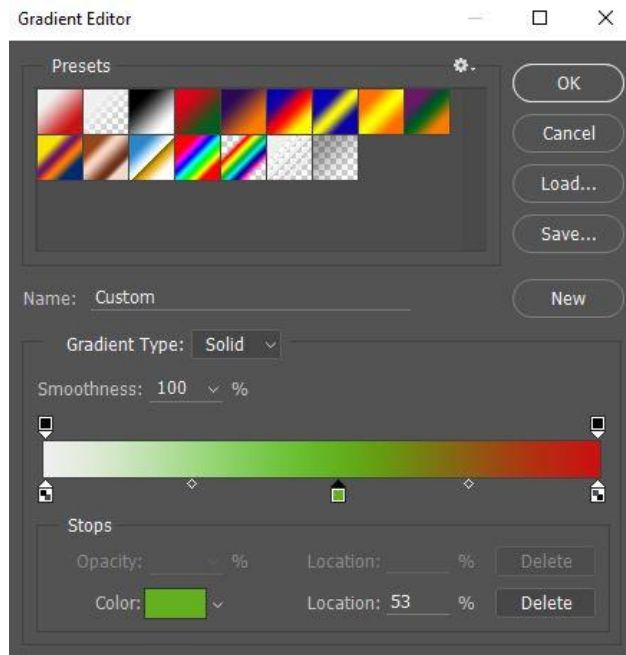 Gradient Editor
Presets
OK
Cancel
Load...
Save...
Name: Custom
New
Gradient Type: Solid
Smoothness: 100 %
Stops
Opacity: % Location: % Delete
Color: Location: 53 % Delete